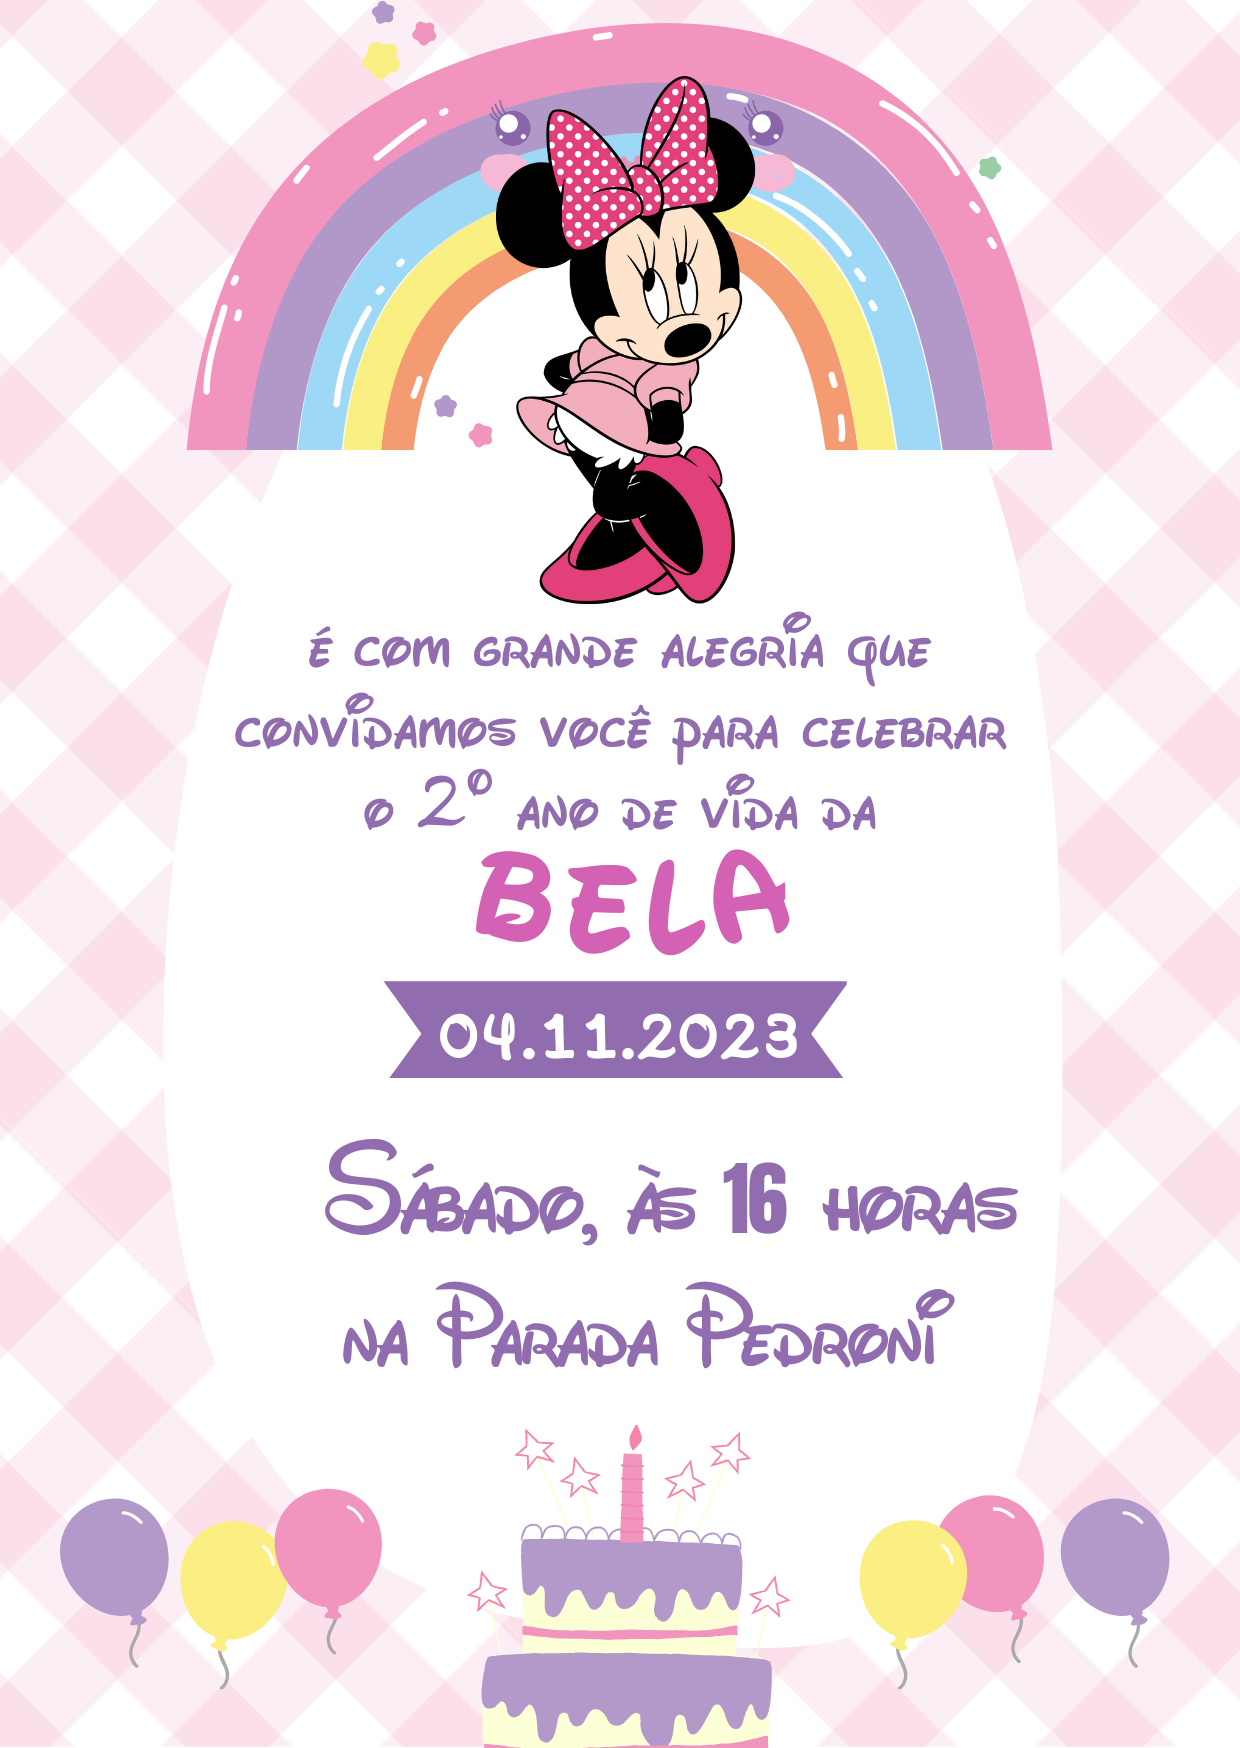 É com grande alegria que
convidamos você para celebrar
o 2º ano de vida da
BELA
04.11.2023
Sábado, às 16 horas
na Parada Pedroni